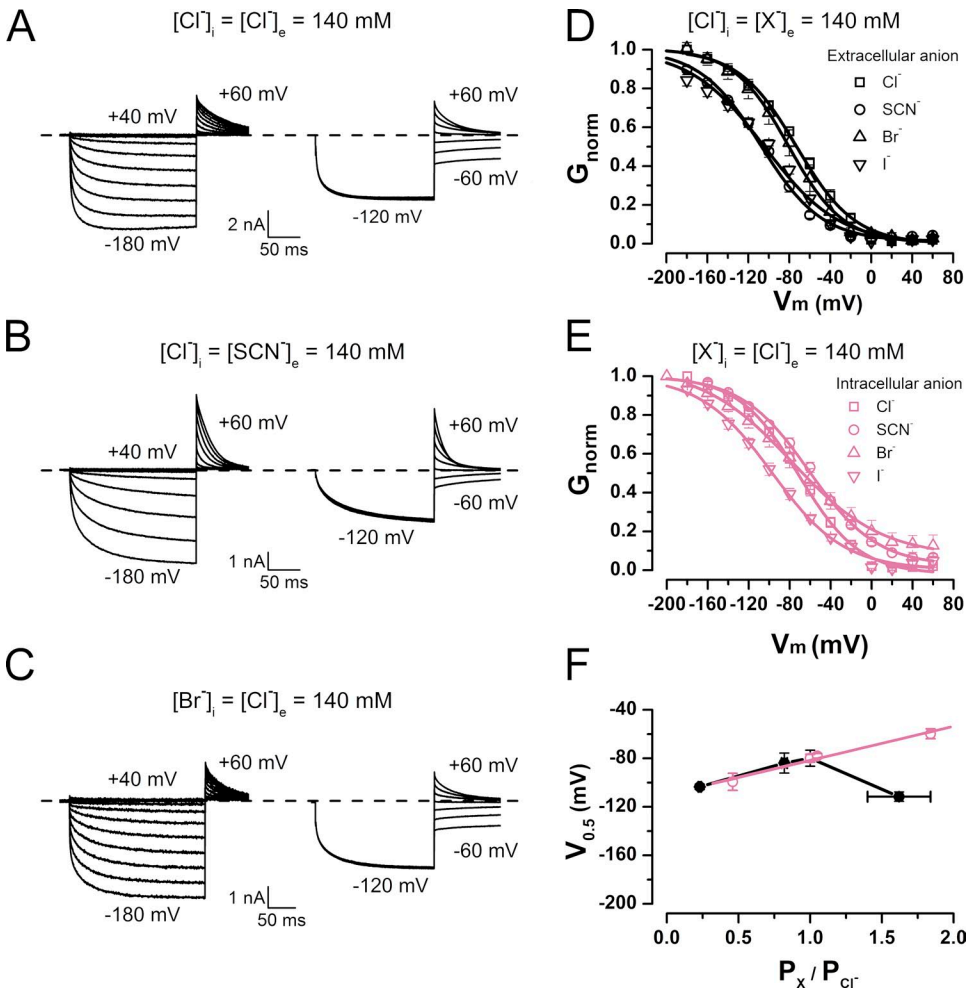 A
[Cl⁻]i = [Cl⁻]e = 140 mM
+40 mV
+60 mV
+60 mV
-60 mV
-120 mV
-180 mV
2 nA
50 ms
B
[Cl⁻]i = [SCN⁻]e = 140 mM
+40 mV
+60 mV
+60 mV
-60 mV
-120 mV
-180 mV
1 nA
50 ms
C
[Br⁻]i = [Cl⁻]e = 140 mM
+40 mV
+60 mV
+60 mV
-60 mV
-120 mV
-180 mV
1 nA
50 ms
D
[Cl⁻]i = [X⁻]e = 140 mM
Extracellular anion
Cl⁻
SCN⁻
Br⁻
I⁻
Gnorm
1.0
0.8
0.6
0.4
0.2
0.0
-200 -160 -120 -80 -40 0 40 80
Vm (mV)
E
[X⁻]i = [Cl⁻]e = 140 mM
Intracellular anion
Cl⁻
SCN⁻
Br⁻
I⁻
Gnorm
1.0
0.8
0.6
0.4
0.2
0.0
-200 -160 -120 -80 -40 0 40 80
Vm (mV)
F
V0.5 (mV)
-40
-80
-120
-160
-200
0.0 0.5 1.0 1.5 2.0
PX / PCl⁻